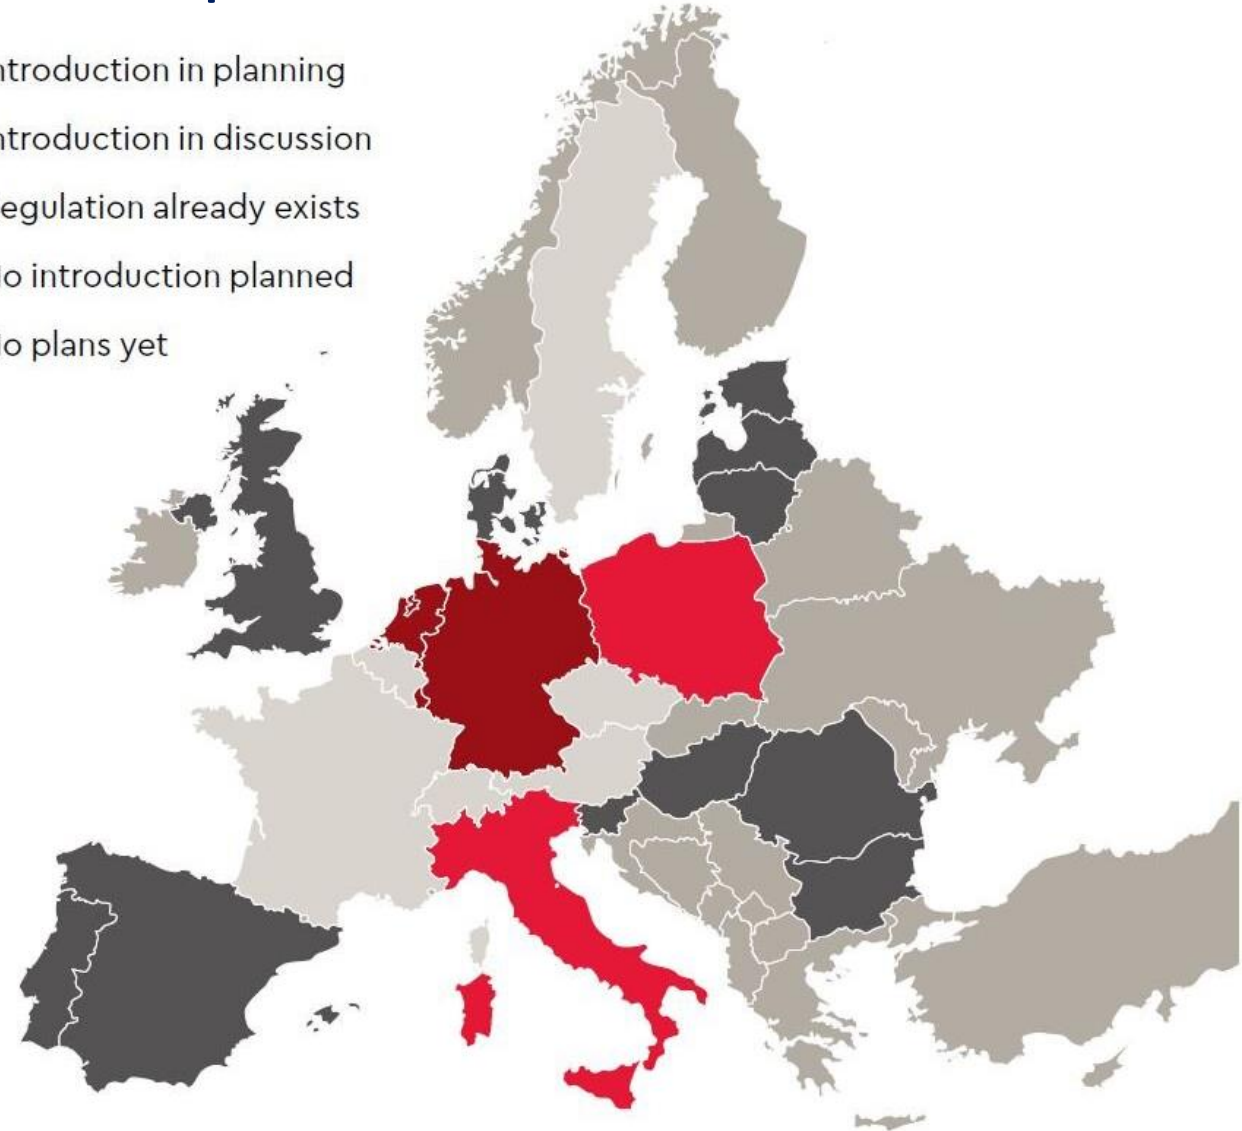 ntroduction in planning
ntroduction in discussion
egulation already exists
o introduction planned
o plans yet